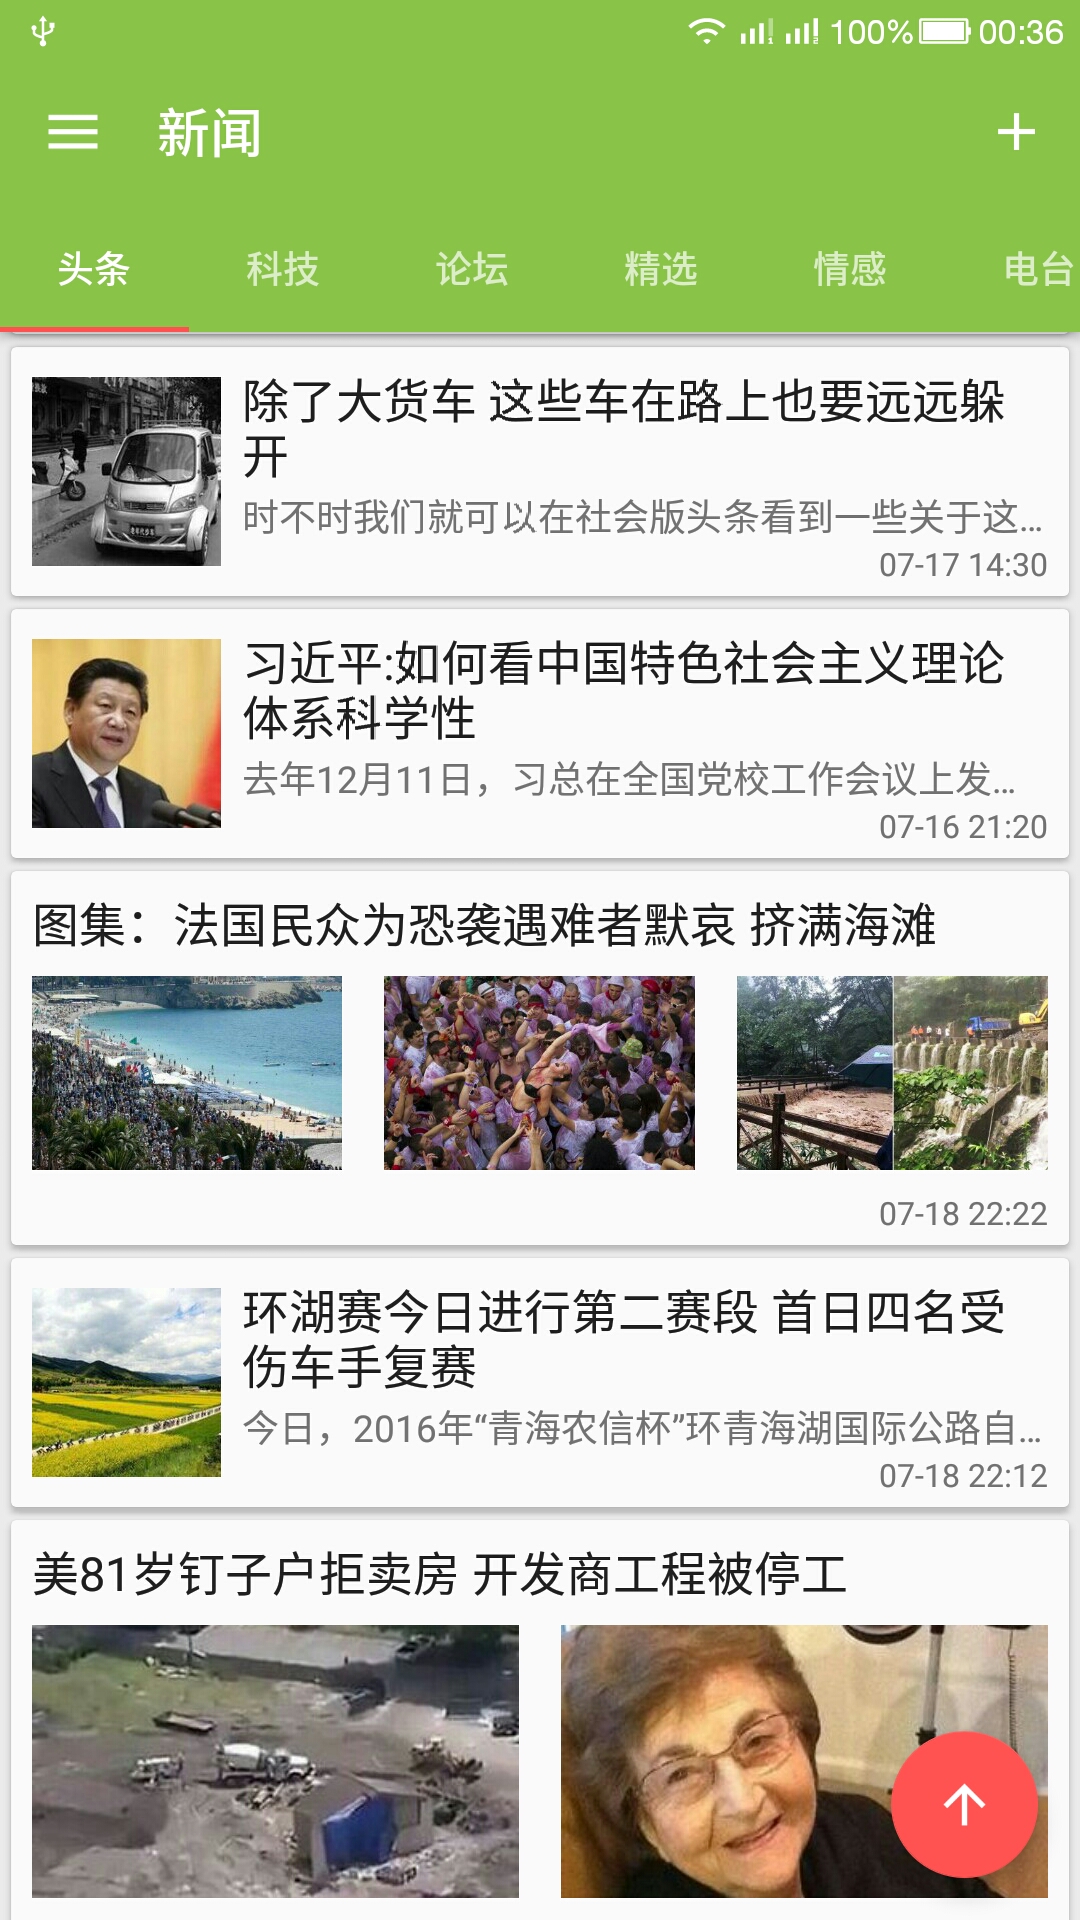 100% 00:36
新闻
头条 科技 论坛 精选 情感 电台
除了大货车 这些车在路上也要远远躲
开
时不时我们就可以在社会版头条看到一些关于这…
07-17 14:30
习近平:如何看中国特色社会主义理论
体系科学性
去年12月11日，习总在全国党校工作会议上发…
07-16 21:20
图集：法国民众为恐袭遇难者默哀 挤满海滩
07-18 22:22
环湖赛今日进行第二赛段 首日四名受
伤车手复赛
今日，2016年“青海农信杯”环青海湖国际公路自…
07-18 22:12
美81岁钉子户拒卖房 开发商工程被停工